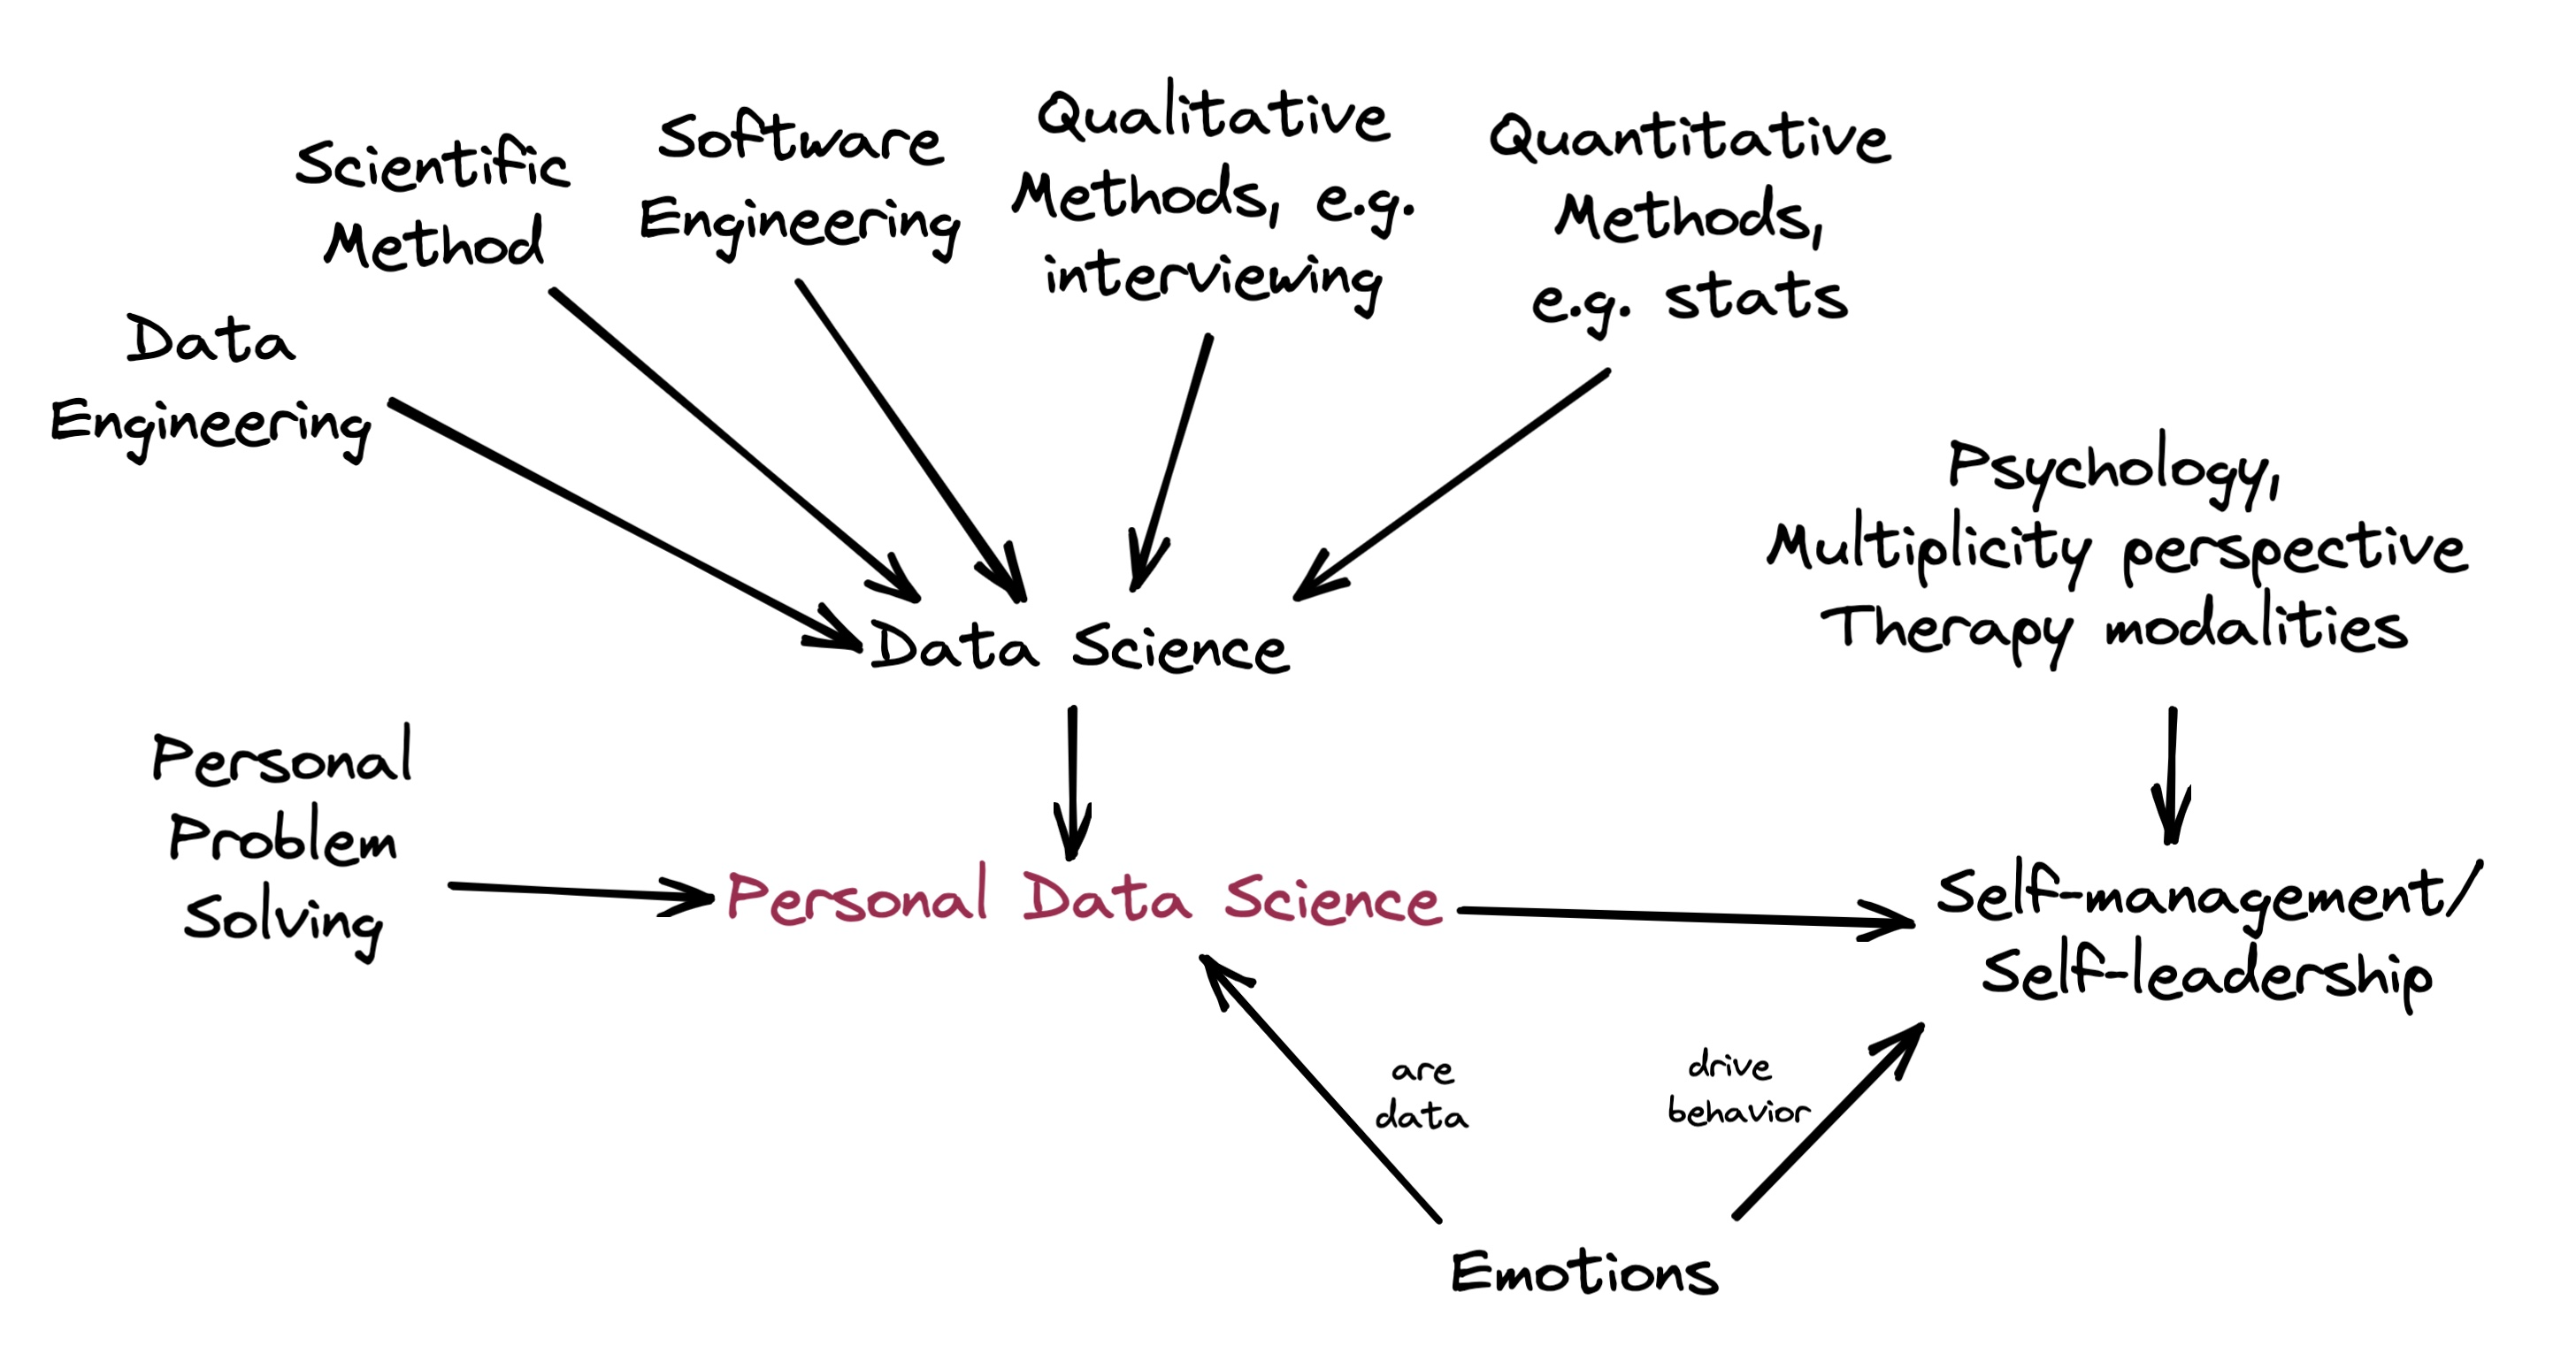 Data
Engineering
Scientific
Method
Software
Engineering
Qualitative
Methods, e.g.
interviewing
Quantitative
Methods,
e.g. stats
Psychology,
Multiplicity perspective
Therapy modalities
Data Science
Personal
Problem
Solving
Personal Data Science
Self-management/
Self-leadership
are
data
drive
behavior
Emotions